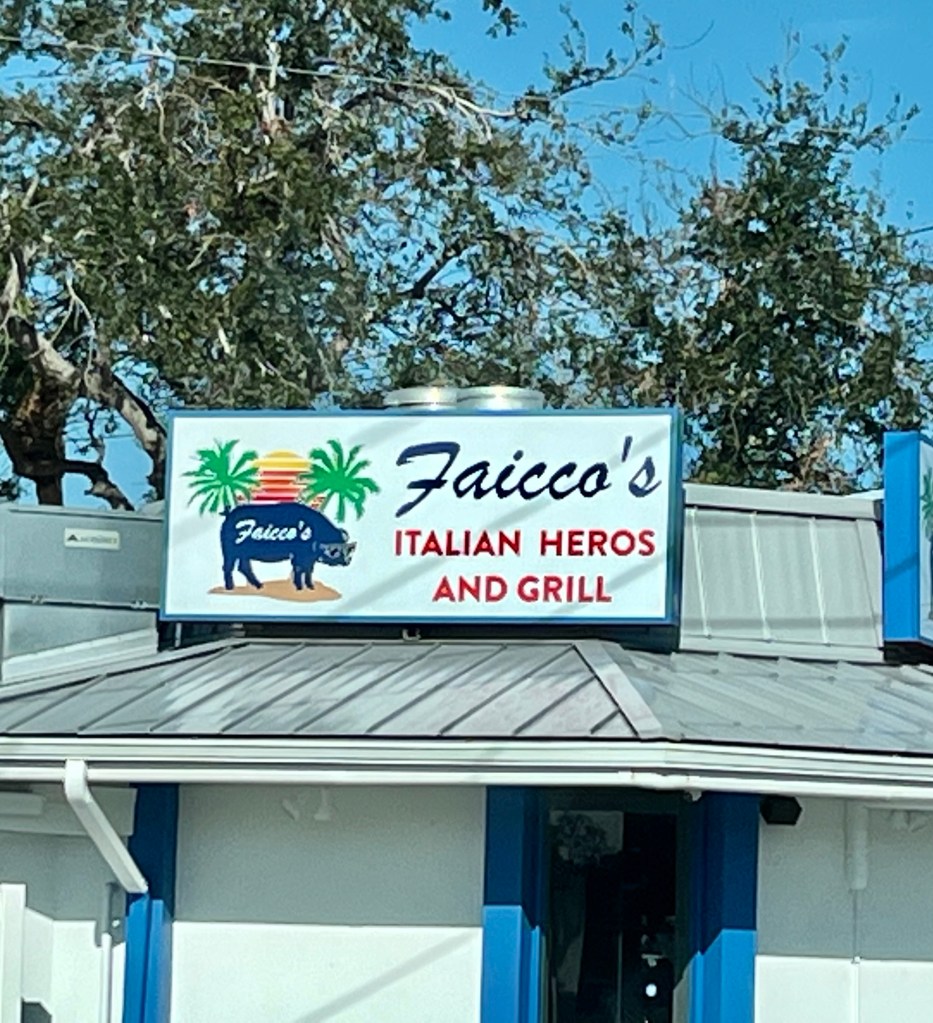 Faicco's
Faicco's
ITALIAN HEROS
AND GRILL